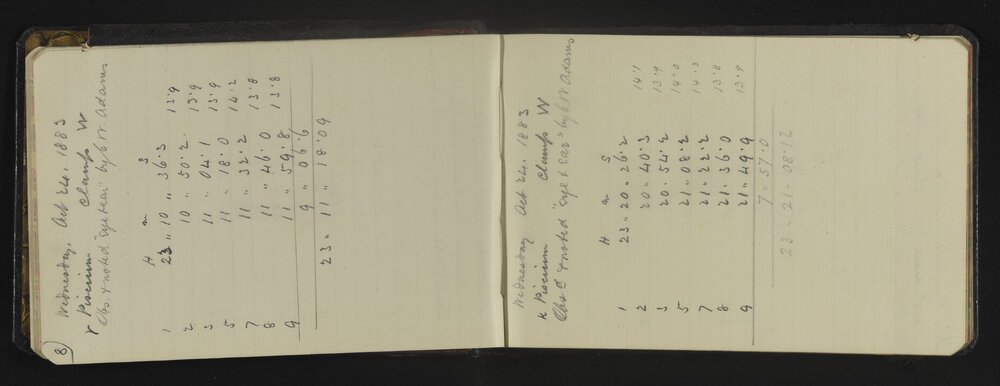 8
Wednesday. Oct 24. 1883
γ Piscium Clamp W
Obs & noted "eye & ear" by C W Adams
H m S
1 23 " 10 " 36.3 13.9
2 10 " 50.2 13.9
3 11 " 04.1 13.9
5 11 " 18.0 14.2
7 11 " 32.2 13.8
8 11 " 46.0 13.8
9 11 " 59.8
9 " 06.6
23 " 11 " 18.09
Wednesday Oct 24. 1883
κ Piscium Clamp W
Obs & noted "eye & ear" by C W Adams
H m S
1 23 " 20 " 26.2
2 20 " 40.3 14.1
3 20. 54.2 13.9
5 21 " 08.2 14.0
7 21 " 22.2 14.0
8 21. 36.0 13.8
9 21 " 49.9 13.9
7 " 57.0
23 " 21 " 08.12